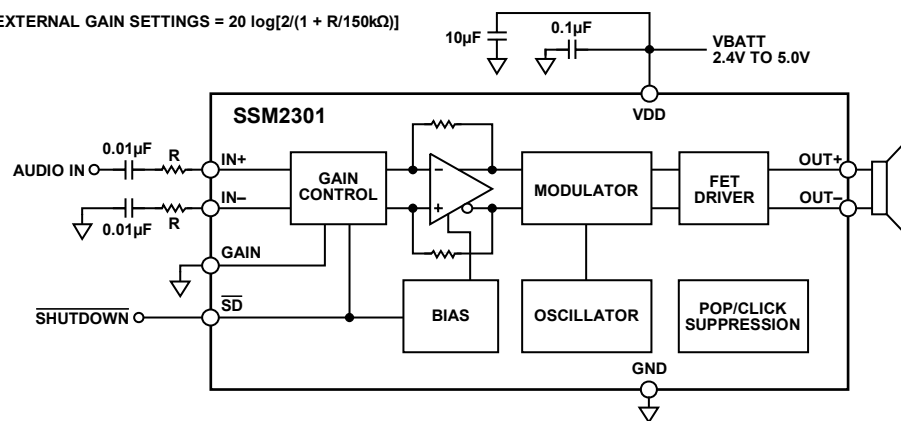 EXTERNAL GAIN SETTINGS = 20 log[2/(1 + R/150kΩ)]
10µF
0.1µF
VBATT
2.4V TO 5.0V
SSM2301
VDD
0.01µF
R
AUDIO IN
IN+
GAIN
CONTROL
−
+
MODULATOR
FET
DRIVER
OUT+
IN–
OUT–
0.01µF
R
GAIN
SHUTDOWN
SD
BIAS
OSCILLATOR
POP/CLICK
SUPPRESSION
GND